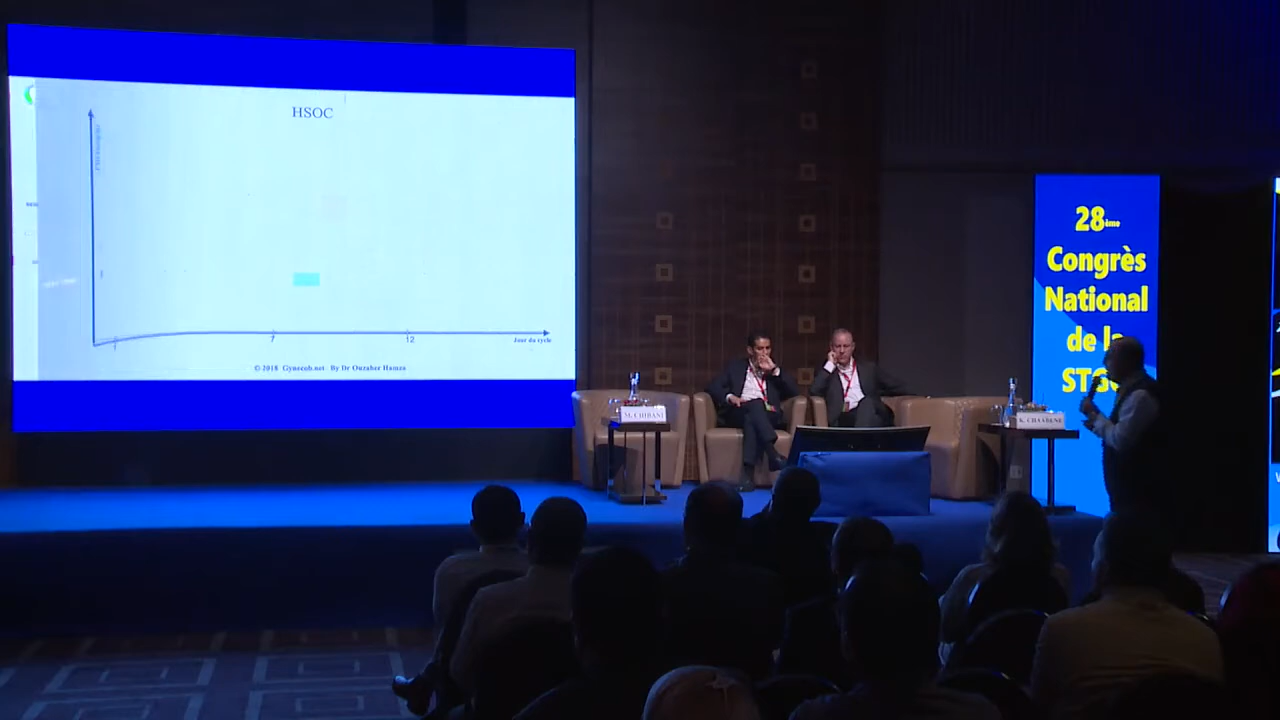 HSOC
7
12
Jour du cycle
© 2018 Gynecob.net By Dr Ouzaher Hamza
M. CHIBANI
K. CHAABENE
28ème
Congrès
National
de la